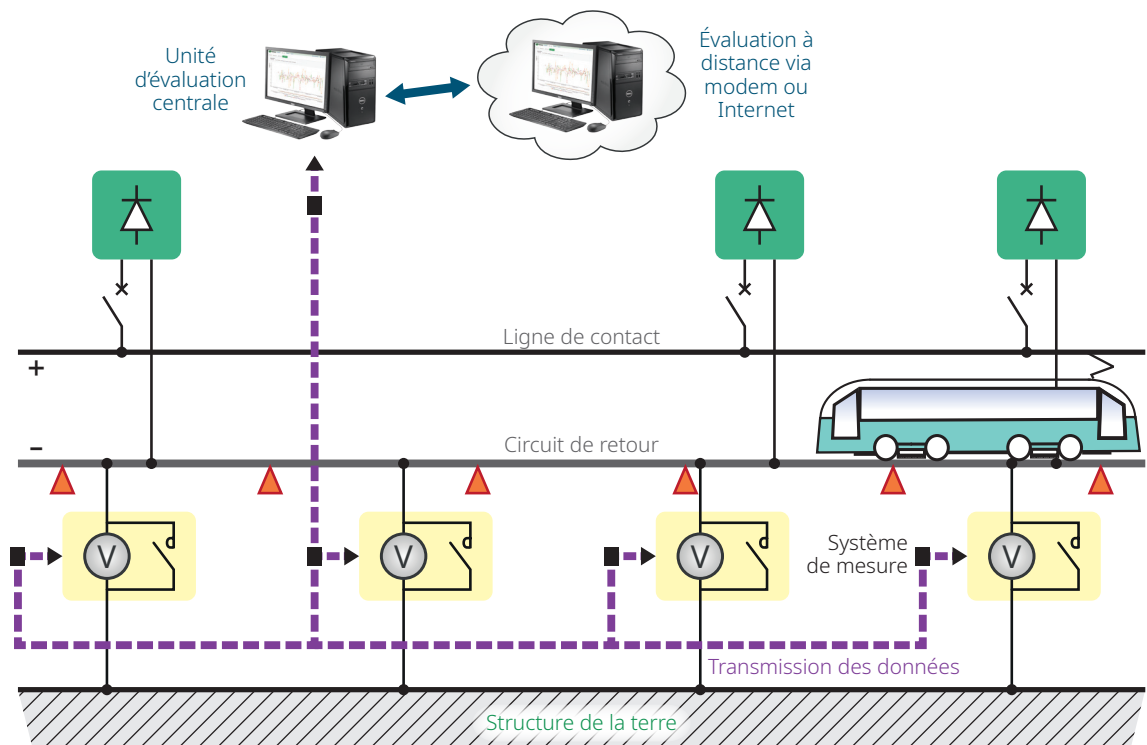 Unité
d'évaluation
centrale
Évaluation à
distance via
modem ou
Internet
Ligne de contact
+
–
Circuit de retour
V
V
V
V
Système
de mesure
Transmission des données
Structure de la terre